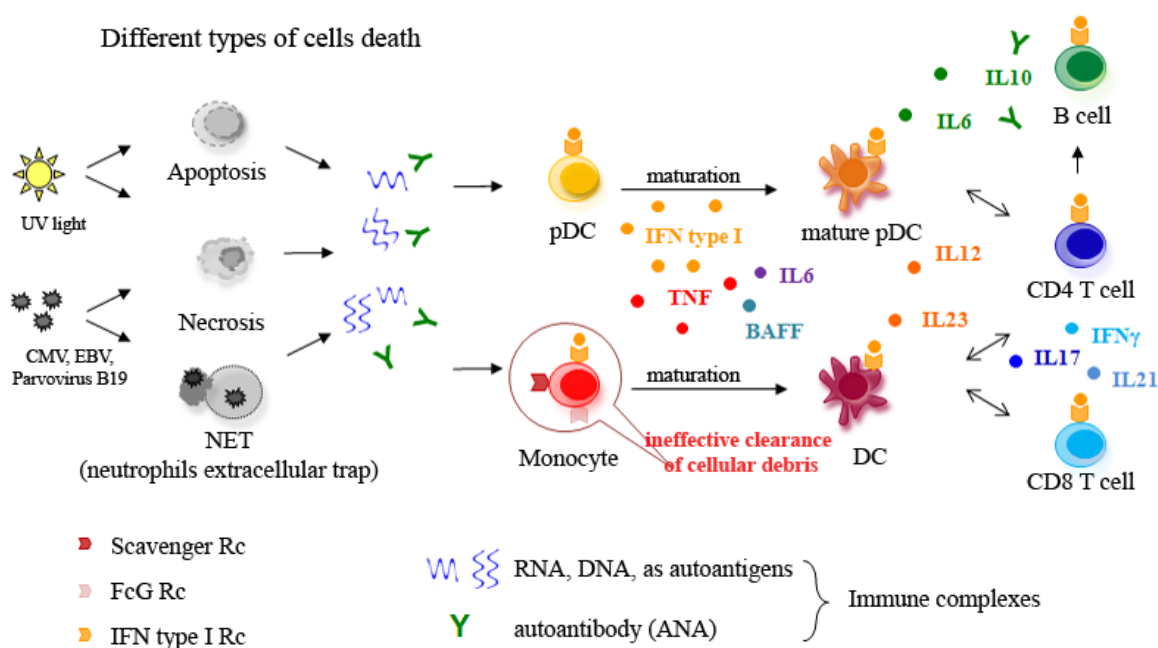 Different types of cells death
IL10
B cell
IL6
Apoptosis
UV light
maturation
pDC
IFN type I
mature pDC
IL12
CD4 T cell
IL6
TNF
BAFF
IL23
Necrosis
CMV, EBV,
Parvovirus B19
IFNγ
IL17
IL21
maturation
NET
(neutrophils extracellular trap)
Monocyte
ineffective clearance
of cellular debris
DC
CD8 T cell
Scavenger Rc
FcG Rc
IFN type I Rc
RNA, DNA, as autoantigens
autoantibody (ANA)
Immune complexes